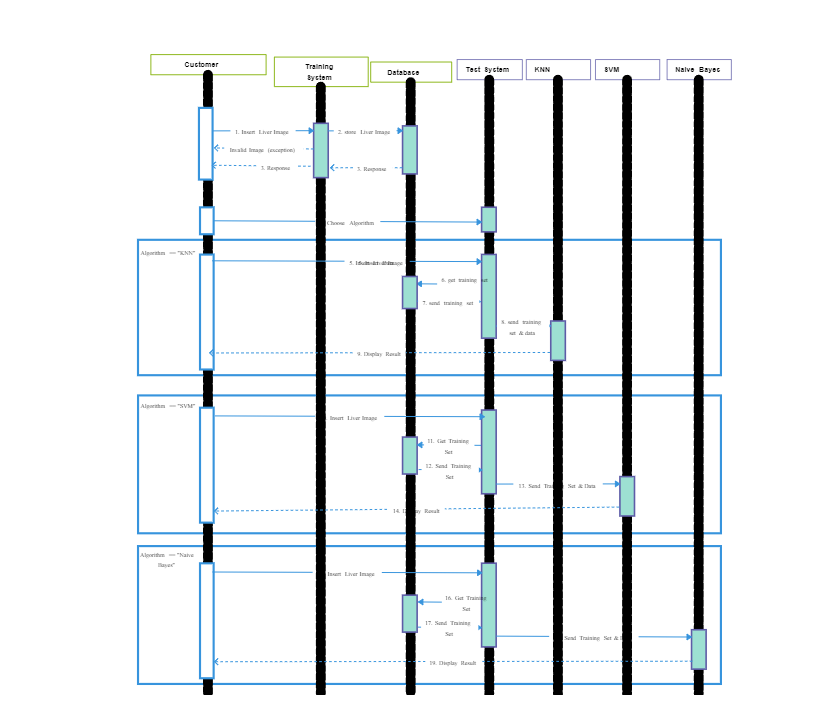 Customer
Training
System
Database
Test System
KNN
SVM
Naive Bayes
1. Insert Liver Image
2. store Liver Image
Invalid Image (exception)
3. Response
3. Response
Choose Algorithm
Algorithm =="KNN"
5. Image
6. get training set
7. send training set
8. send training
set & data
9. Display Result
Algorithm =="SVM"
Insert Liver Image
11. Get Training
Set
12. Send Training
Set
13. Send Set & Data
14. Result
Algorithm =="Naive
Bayes"
Insert Liver Image
16. Get Training
Set
17. Send Training
Set
Send Training Set &
19. Display Result